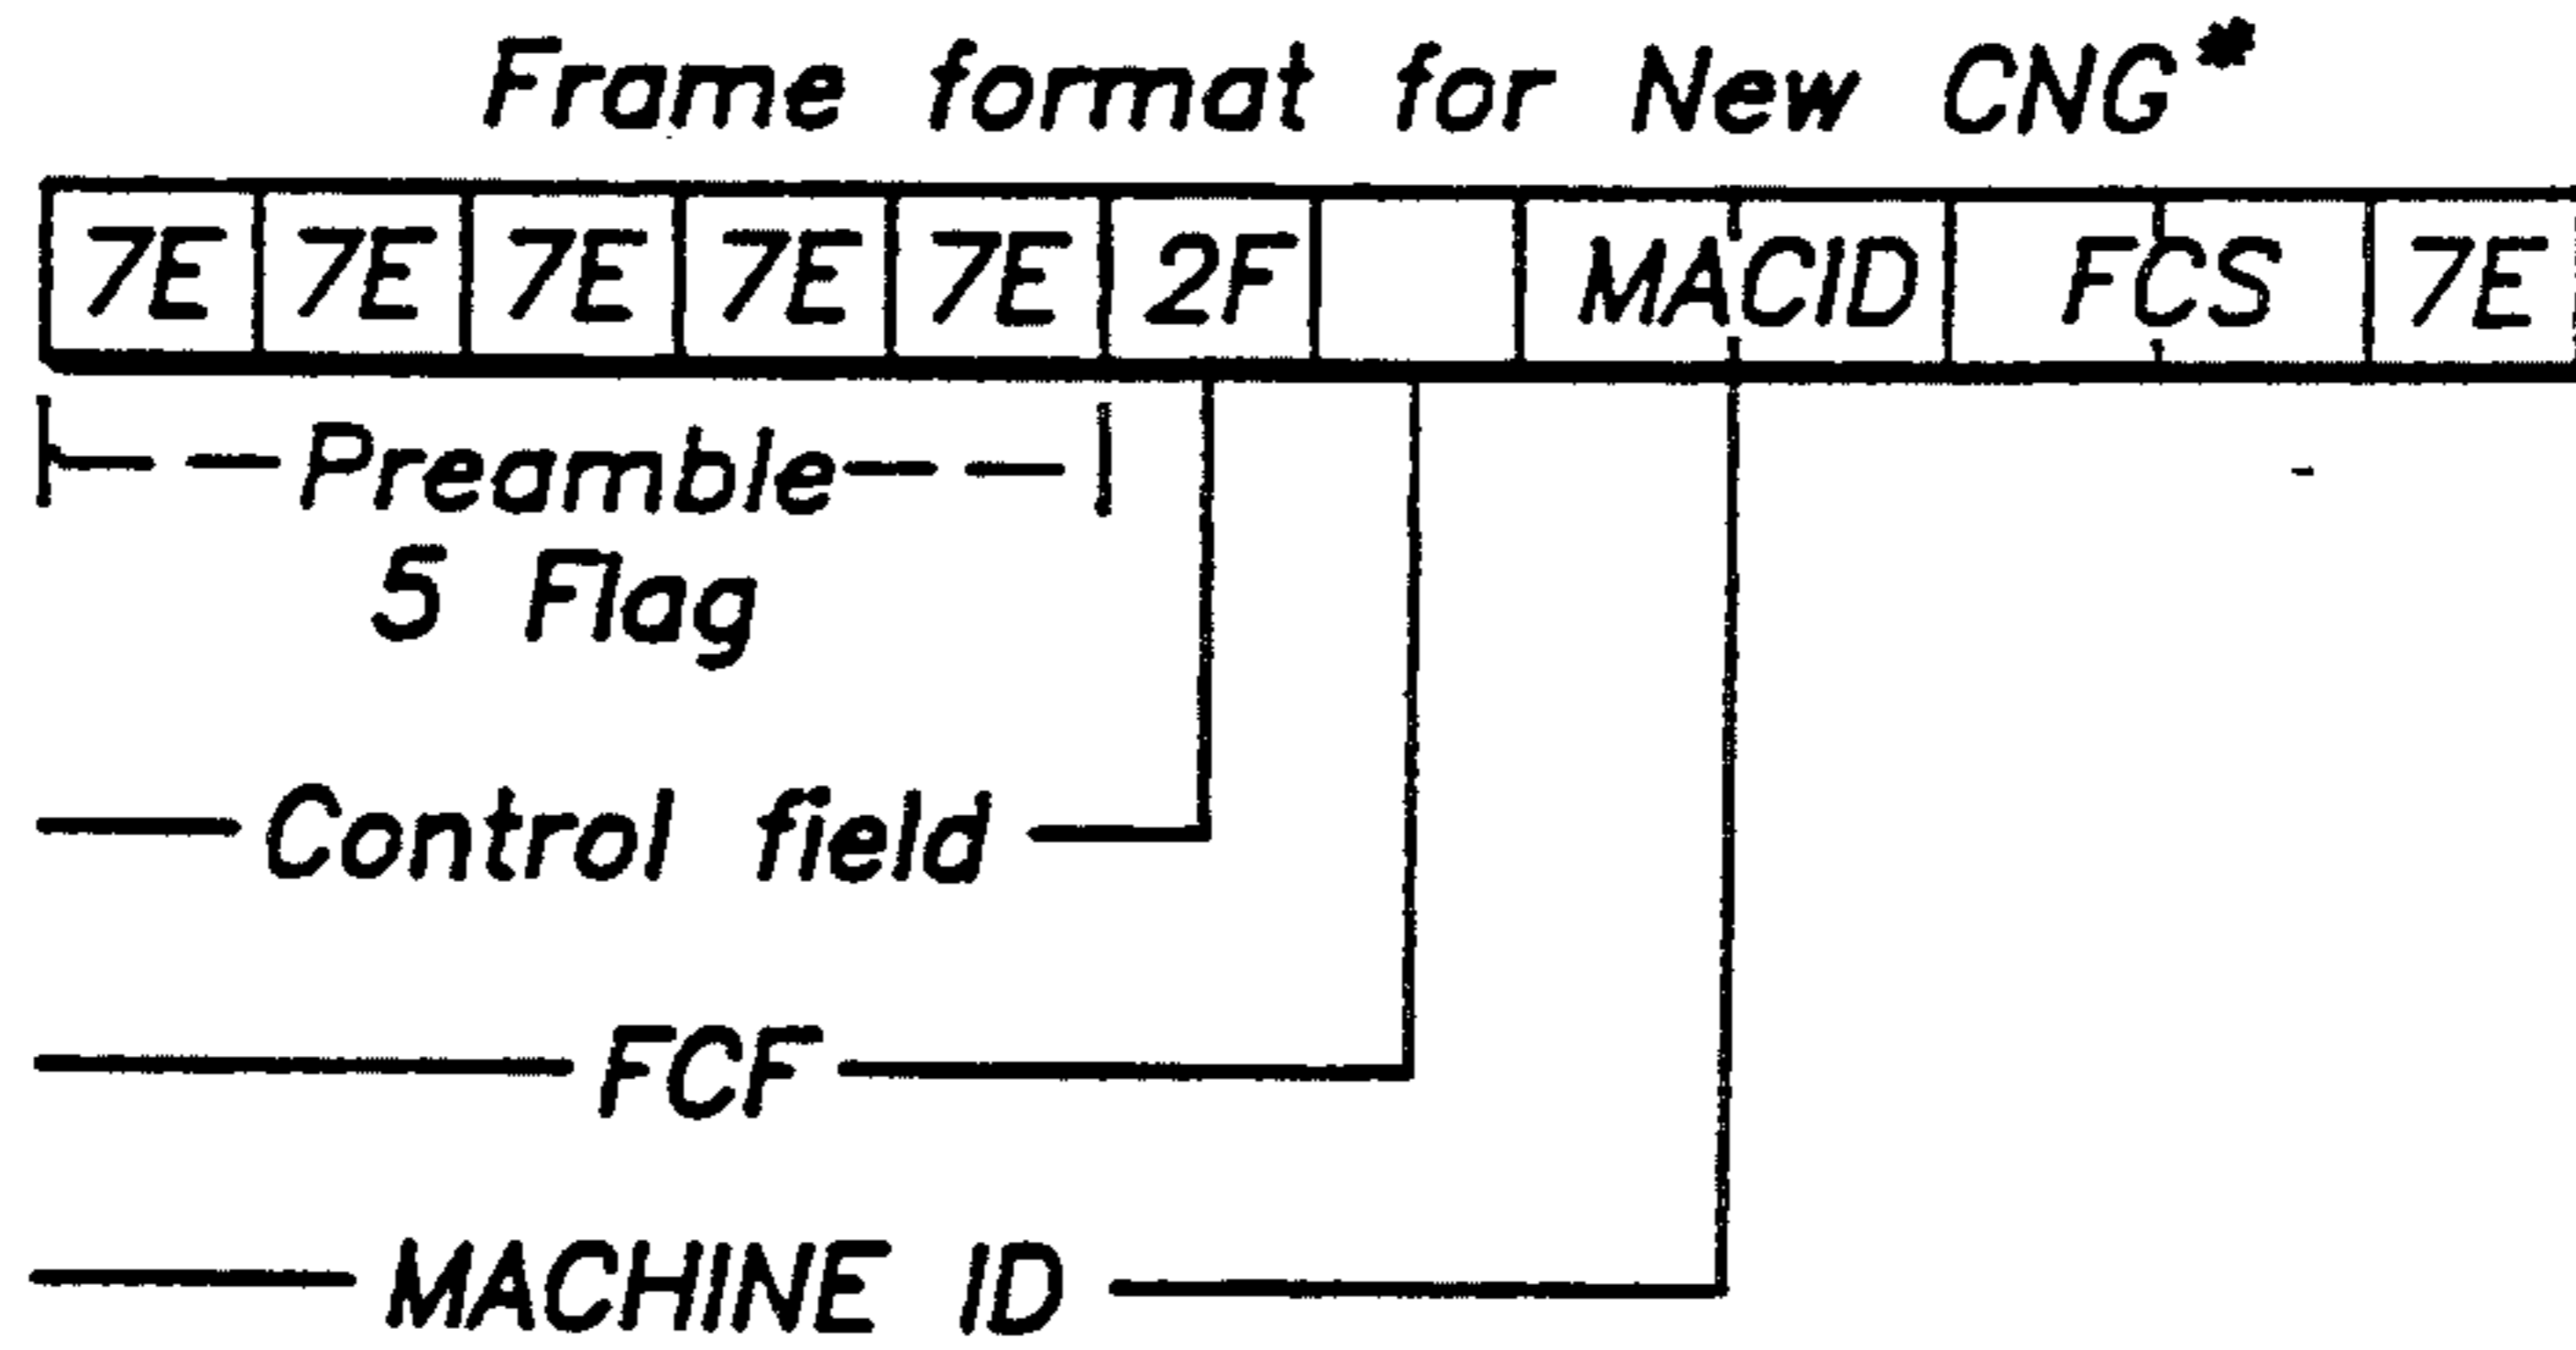 Frame format for New CNG*
7E 7E 7E 7E 7E 2F MACID FCS 7E
Preamble
5 Flag
Control field
FCF
MACHINE ID